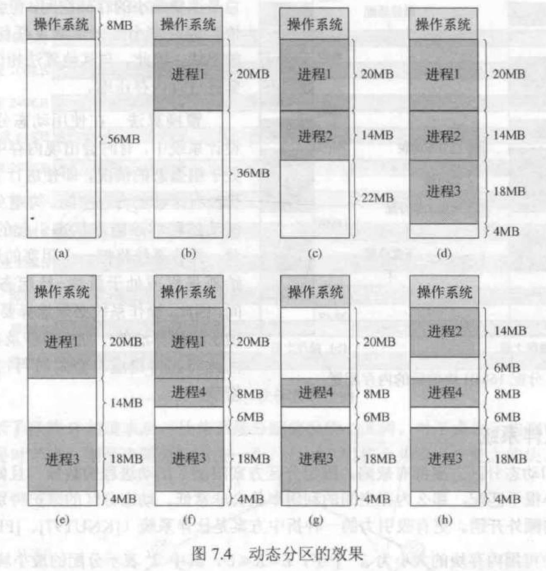 操作系统 8MB
56MB
(a)
操作系统
进程1 20MB
36MB
(b)
操作系统
进程1 20MB
进程2 14MB
22MB
(c)
操作系统
进程1 20MB
进程2 14MB
进程3 18MB
4MB
(d)
操作系统
进程1 20MB
14MB
进程3 18MB
4MB
(e)
操作系统
进程1 20MB
进程4 8MB
6MB
进程3 18MB
4MB
(f)
操作系统
20MB
进程4 8MB
6MB
进程3 18MB
4MB
(g)
操作系统
进程2 14MB
6MB
进程4 8MB
6MB
进程3 18MB
4MB
(h)
图 7.4 动态分区的效果